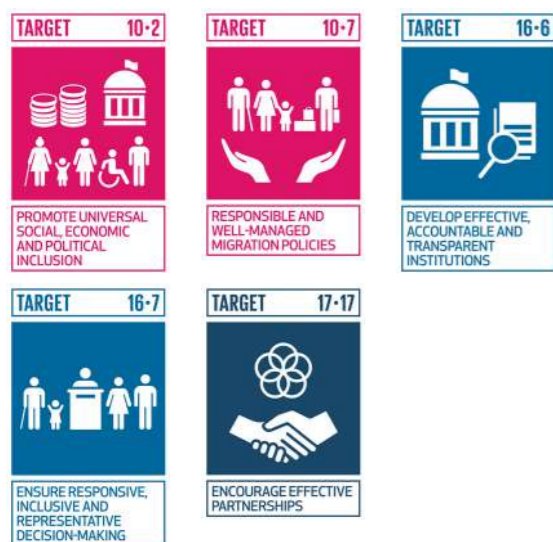 TARGET 10·2
PROMOTE UNIVERSAL
SOCIAL, ECONOMIC
AND POLITICAL
INCLUSION
TARGET 10·7
RESPONSIBLE AND
WELL-MANAGED
MIGRATION POLICIES
TARGET 16·6
DEVELOP EFFECTIVE,
ACCOUNTABLE AND
TRANSPARENT
INSTITUTIONS
TARGET 16·7
ENSURE RESPONSIVE,
INCLUSIVE AND
REPRESENTATIVE
DECISION-MAKING
TARGET 17·17
ENCOURAGE EFFECTIVE
PARTNERSHIPS